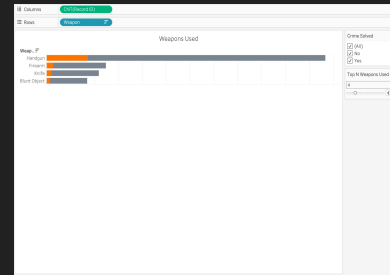 Columns CNT(Record ID)
Rows Weapon
Weapons Used
Weap..
Handgun
Firearm
Knife
Blunt Object
Crime Solved
(All)
No
Yes
Top N Weapons Used
4